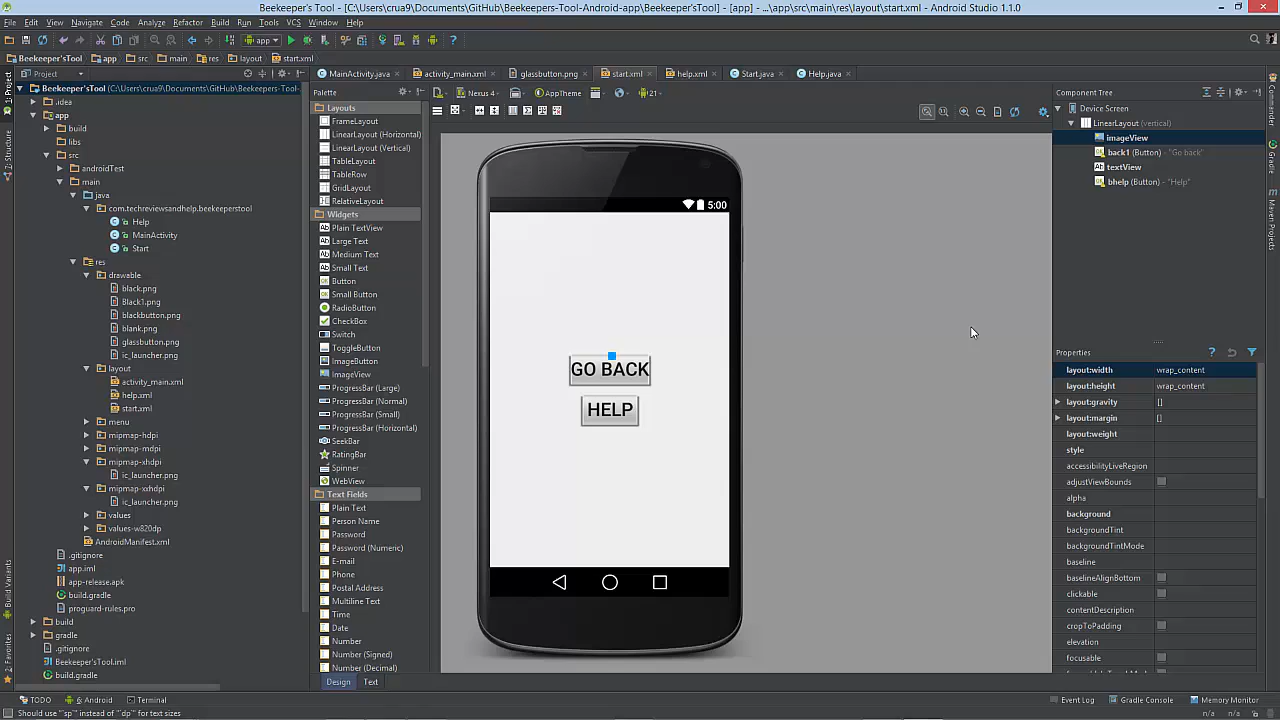 Beekeeper's Tool - [C:\Users\crua9\Documents\GitHub\Beekeepers-Tool-Android-app] - [app] - ...\app\src\main\res\layout\start.xml - Android Studio 1.1.0
File Edit View Navigate Code Analyze Refactor Build Run Tools VCS Window Help
app
Beekeeper'sTool app src main res layout start.xml
Project
MainActivity.java activity_main.xml glassbutton.png start.xml help.xml Start.java Help.java
1: Project
Structure
Build Variants
2: Favorites
Beekeeper'sTool (C:\Users\crua9\Documents\GitHub\Beekeepers-Tool-
.idea
app
build
libs
src
androidTest
main
java
com.techreviewsandhelp.beekeeperstool
Help
MainActivity
Start
res
drawable
black.png
Black1.png
blackbutton.png
blank.png
glassbutton.png
ic_launcher.png
layout
activity_main.xml
help.xml
start.xml
menu
mipmap-hdpi
mipmap-mdpi
mipmap-xhdpi
ic_launcher.png
mipmap-xxhdpi
ic_launcher.png
values
values-w820dp
AndroidManifest.xml
.gitignore
app.iml
app-release.apk
build.gradle
proguard-rules.pro
build
gradle
.gitignore
Beekeeper'sTool.iml
build.gradle
Palette
Layouts
FrameLayout
LinearLayout (Horizontal)
LinearLayout (Vertical)
TableLayout
TableRow
GridLayout
RelativeLayout
Widgets
Plain TextView
Large Text
Medium Text
Small Text
Button
Small Button
RadioButton
CheckBox
Switch
ToggleButton
ImageButton
ImageView
ProgressBar (Large)
ProgressBar (Normal)
ProgressBar (Small)
ProgressBar (Horizontal)
SeekBar
RatingBar
Spinner
WebView
Text Fields
Plain Text
Person Name
Password
Password (Numeric)
E-mail
Phone
Postal Address
Multiline Text
Time
Date
Number
Number (Signed)
Number (Decimal)
Nexus 4 AppTheme 21
5:00
GO BACK
HELP
Design Text
Component Tree
Device Screen
LinearLayout (vertical)
imageView
back1 (Button) - "Go back"
textView
bhelp (Button) - "Help"
Properties
layout:width wrap_content
layout:height wrap_content
layout:gravity []
layout:margin []
layout:weight
style
accessibilityLiveRegion
adjustViewBounds
alpha
background
backgroundTint
backgroundTintMode
baseline
baselineAlignBottom
clickable
contentDescription
cropToPadding
elevation
focusable
Commander
Gradle
Maven Projects
TODO 6: Android Terminal
Event Log Gradle Console Memory Monitor
Should use "sp" instead of "dp" for text sizes
n/a n/a